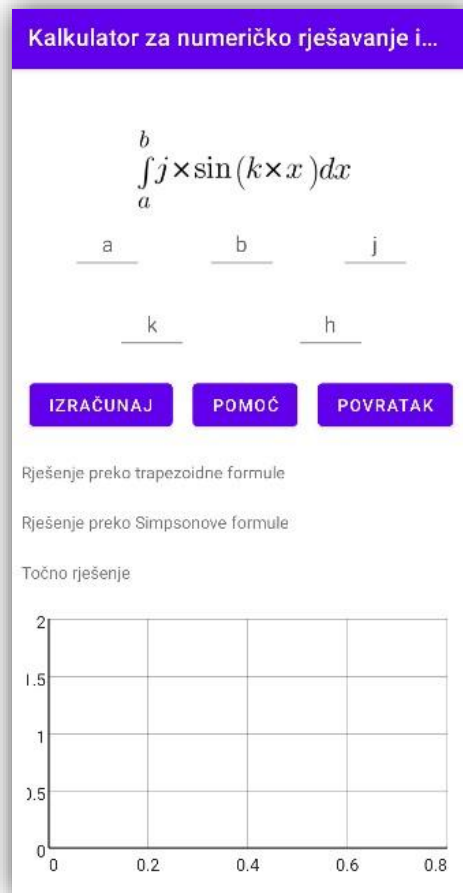 Kalkulator za numeričko rješavanje i...
b
∫ j×sin(k×x)dx
a
a b j
k h
IZRAČUNAJ POMOĆ POVRATAK
Rješenje preko trapezoidne formule
Rješenje preko Simpsonove formule
Točno rješenje
2
1.5
1
0.5
0
0 0.2 0.4 0.6 0.8